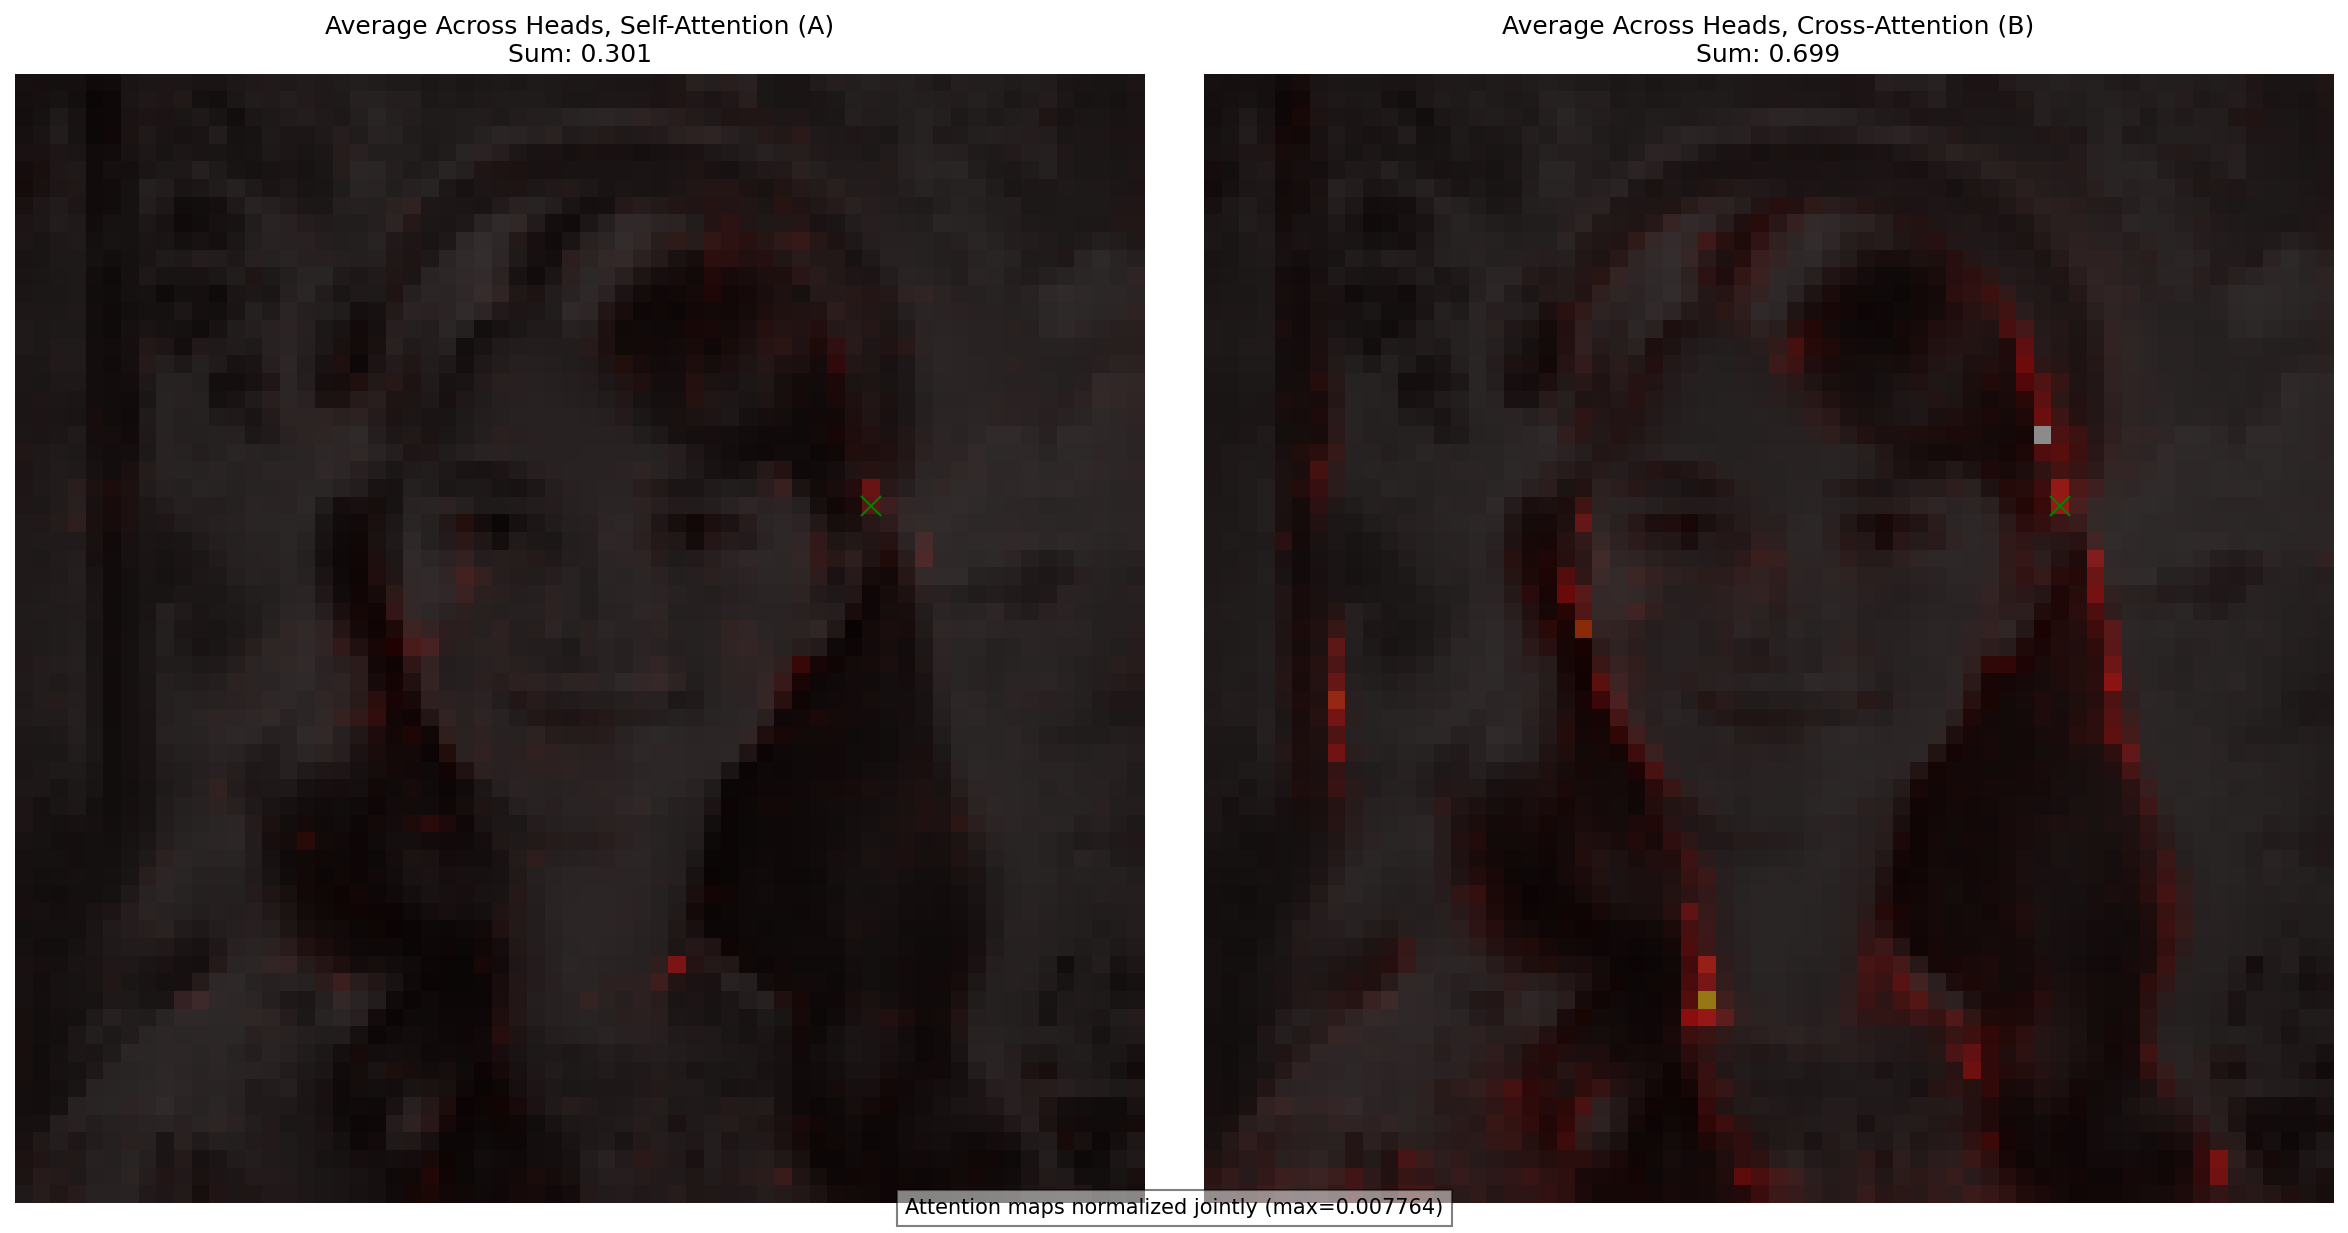 Average Across Heads, Self-Attention (A)
Sum: 0.301
Average Across Heads, Cross-Attention (B)
Sum: 0.699
Attention maps normalized jointly (max=0.007764)